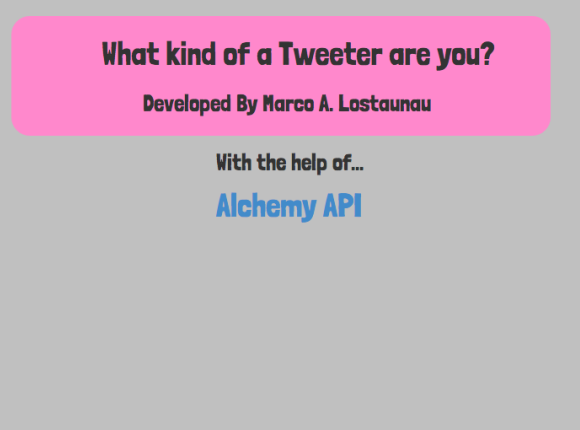 What kind of a Tweeter are you?
Developed By Marco A. Lostaunau
With the help of...
Alchemy API